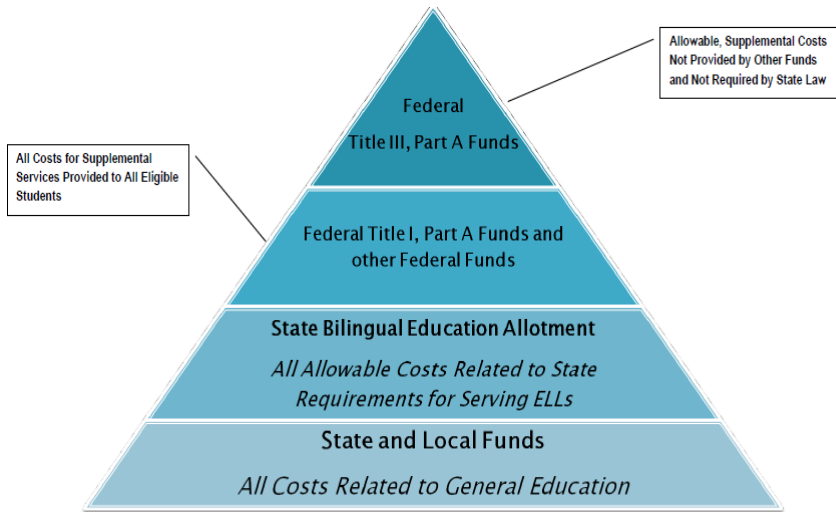 Allowable, Supplemental Costs
Not Provided by Other Funds
and Not Required by State Law
Federal
Title III, Part A Funds
All Costs for Supplemental
Services Provided to All Eligible
Students
Federal Title I, Part A Funds and
other Federal Funds
State Bilingual Education Allotment
All Allowable Costs Related to State
Requirements for Serving ELLs
State and Local Funds
All Costs Related to General Education